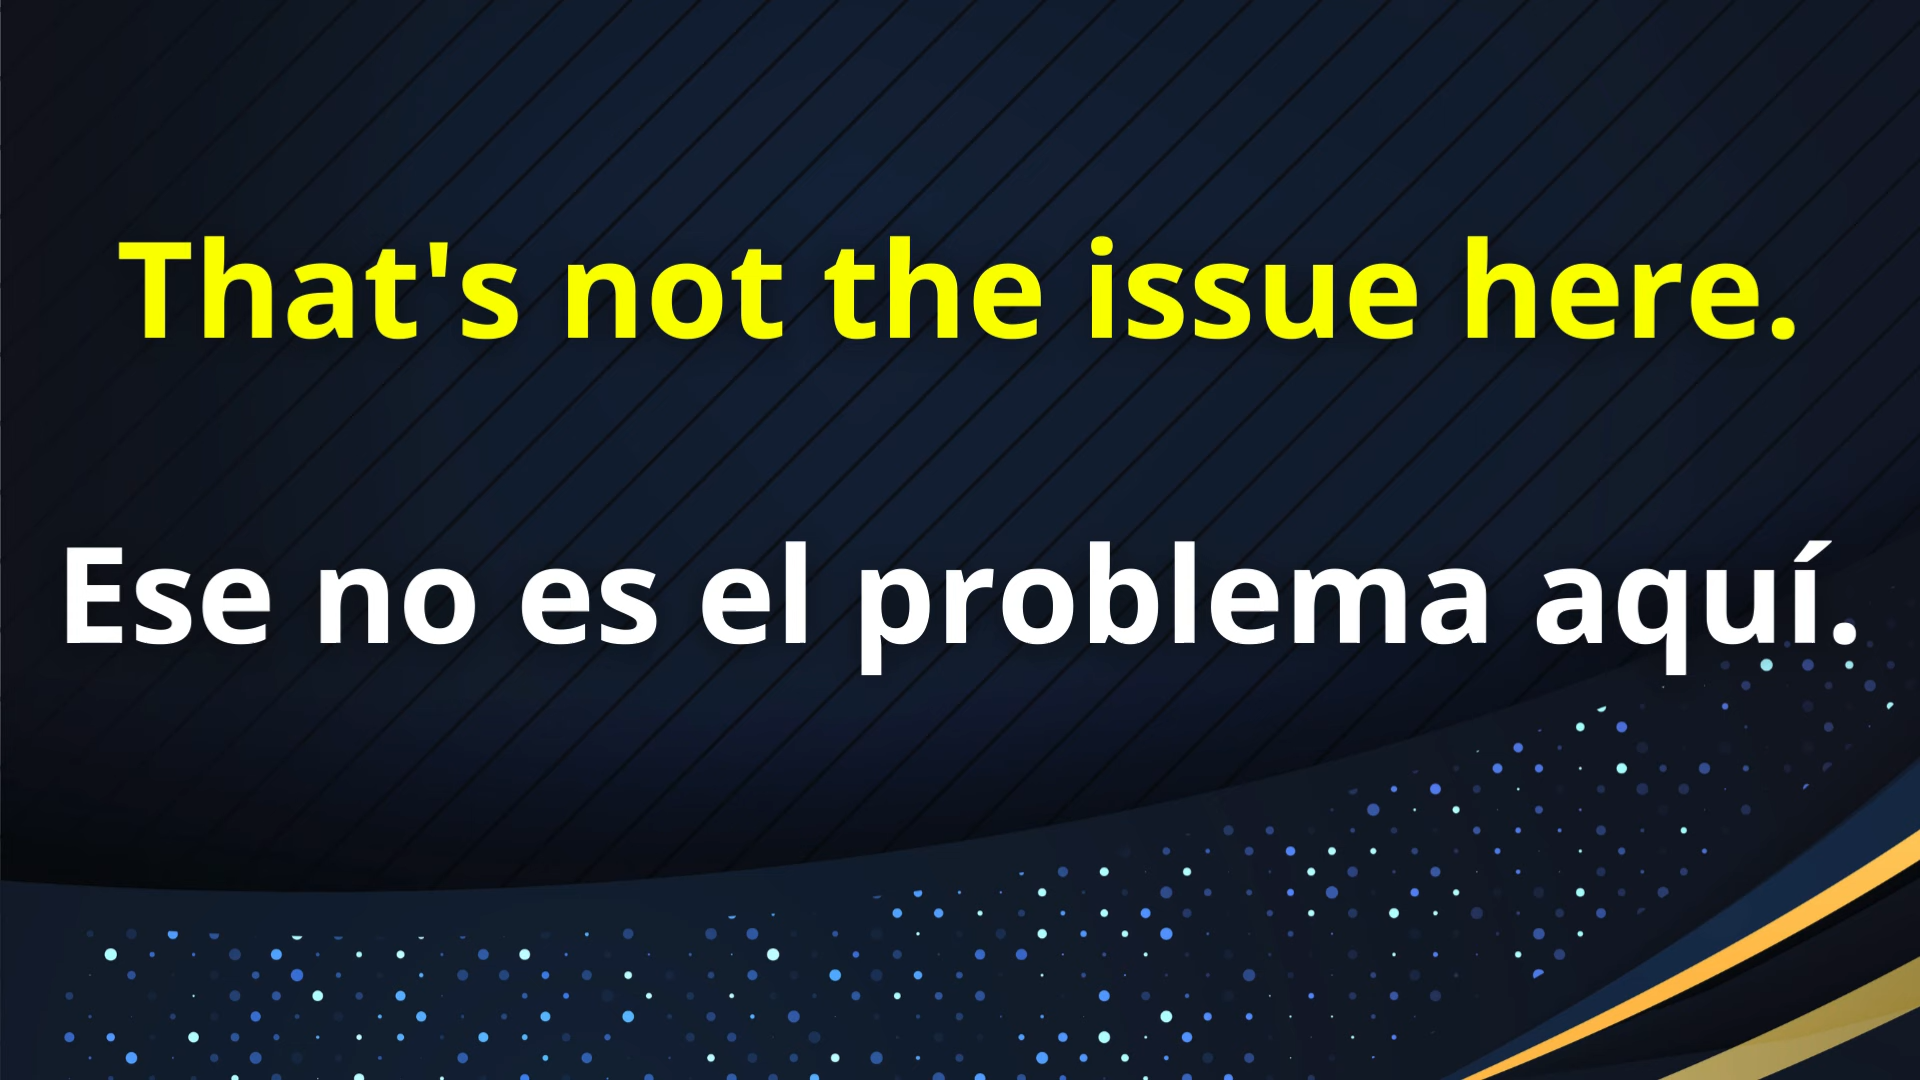 That's not the issue here.
Ese no es el problema aquí.